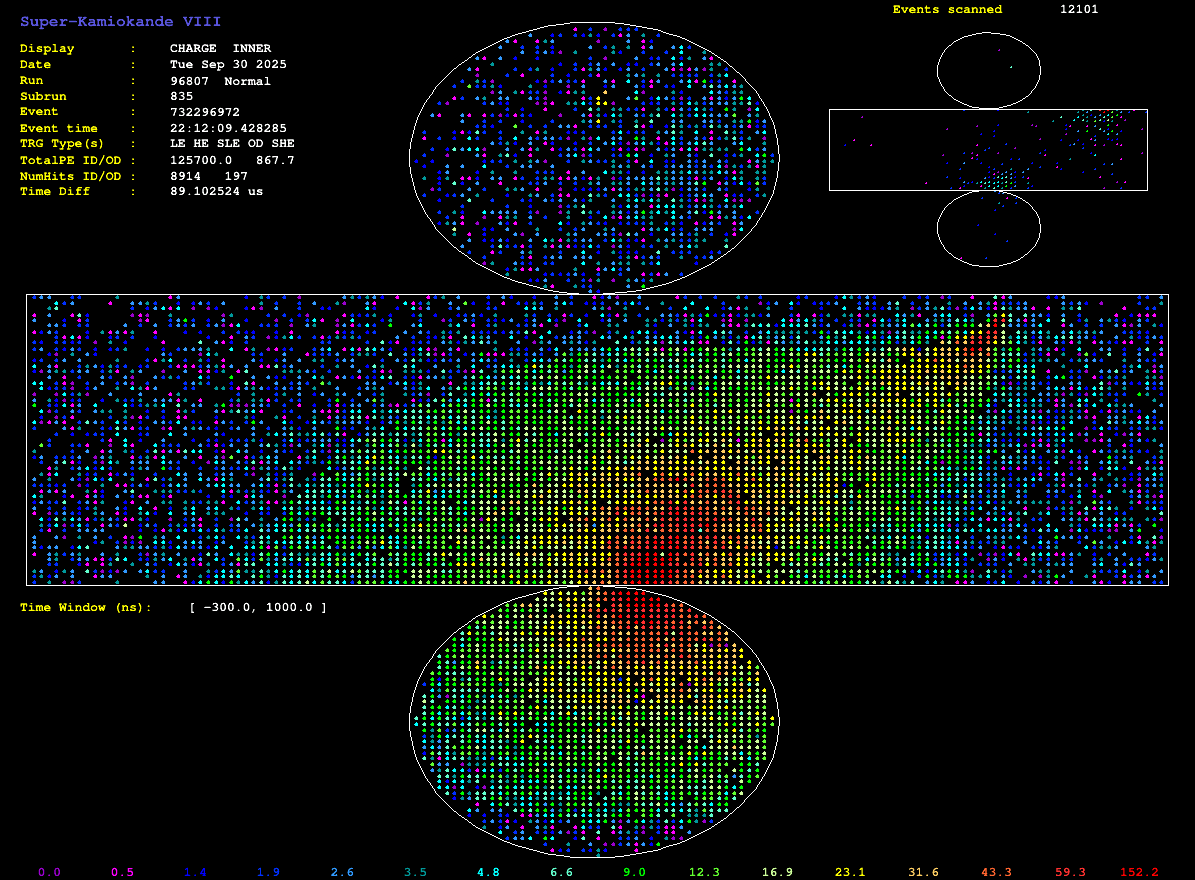 Super-Kamiokande VIII
Events scanned 12101
Display : CHARGE INNER
Date : Tue Sep 30 2025
Run : 96807 Normal
Subrun : 835
Event : 732296972
Event time : 22:12:09.428285
TRG Type(s) : LE HE SLE OD SHE
TotalPE ID/OD : 125700.0 867.7
NumHits ID/OD : 8914 197
Time Diff : 89.102524 us
Time Window (ns): [ -300.0, 1000.0 ]
0.0 0.5 1.4 1.9 2.6 3.5 4.8 6.6 9.0 12.3 16.9 23.1 31.6 43.3 59.3 152.2